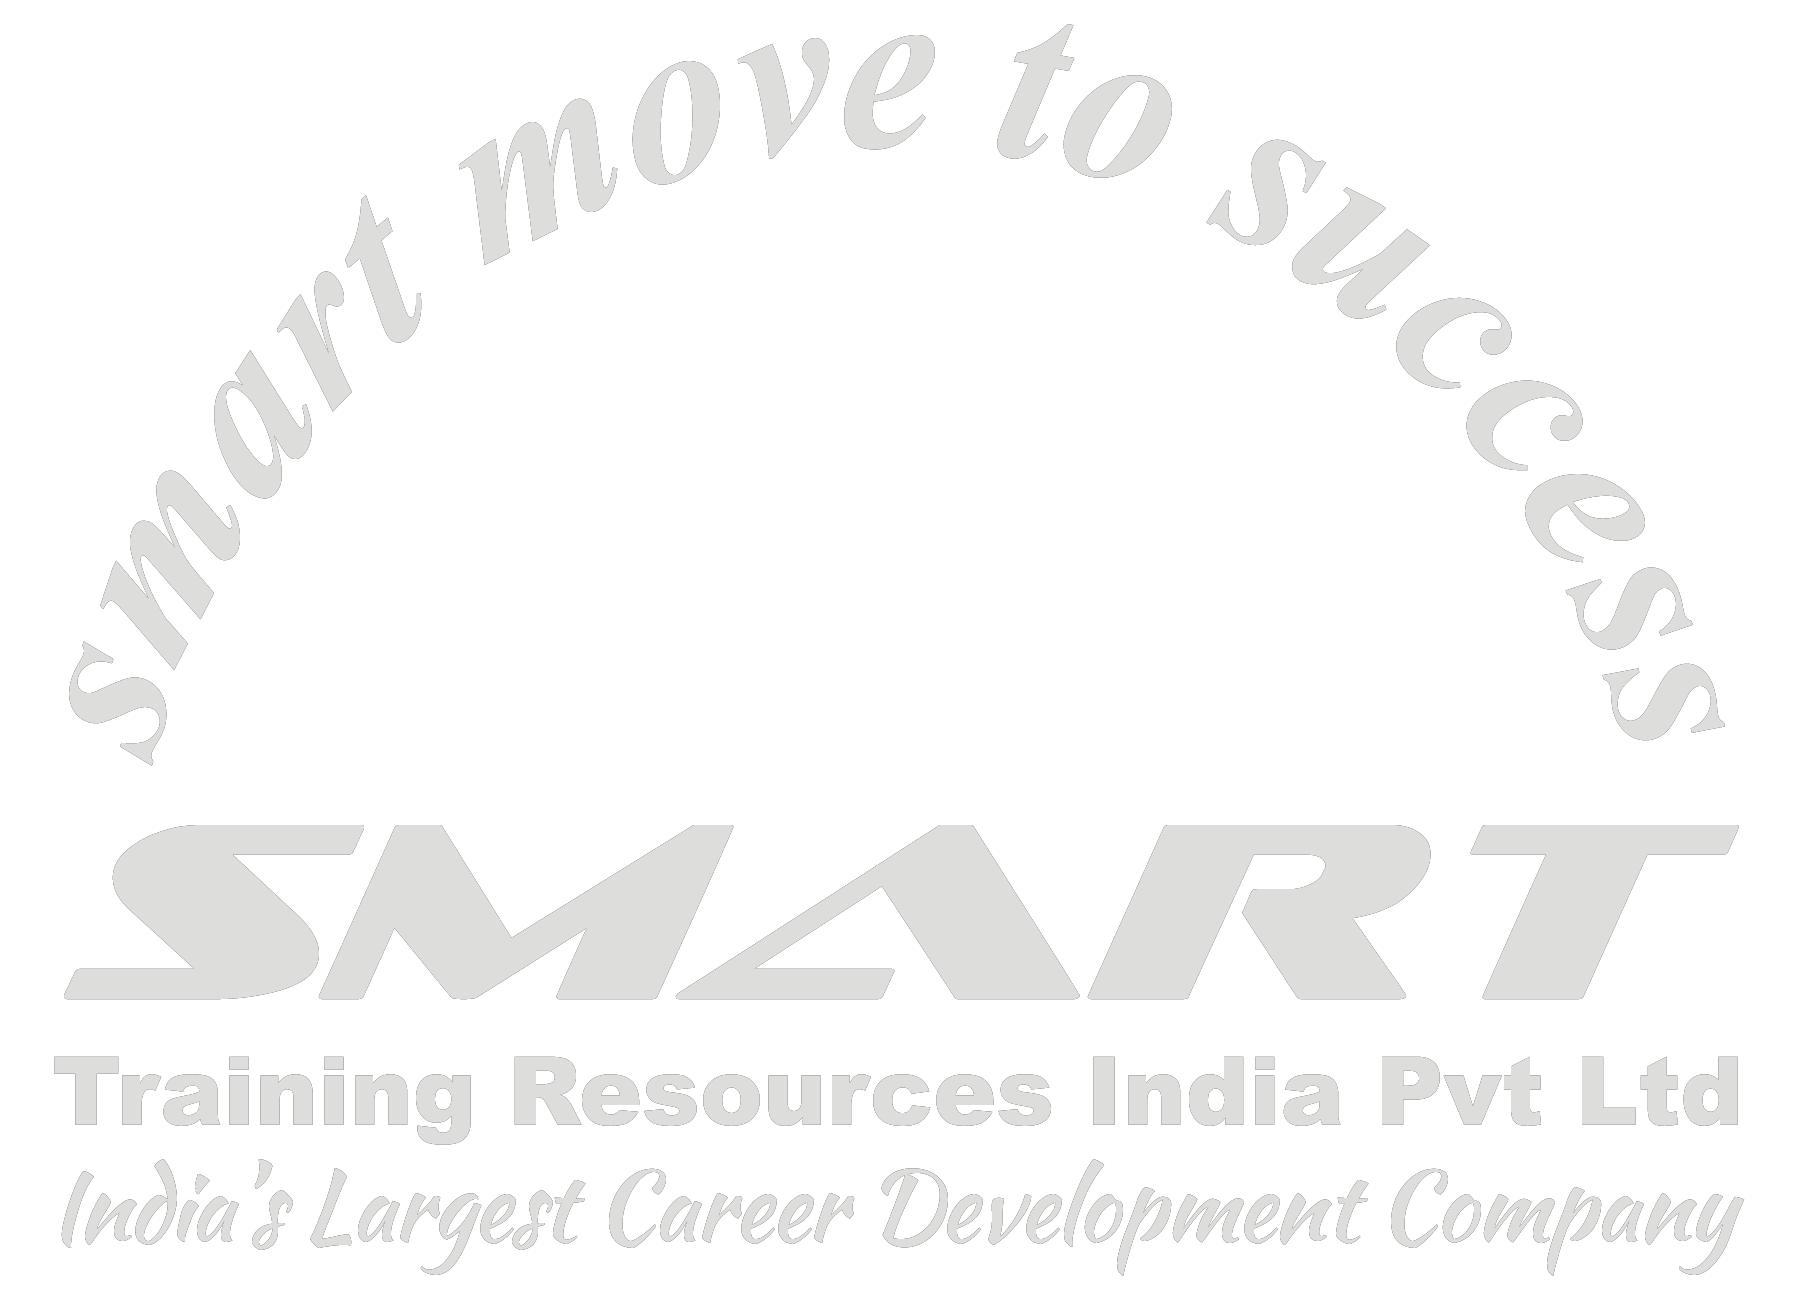 smart move to success
SMART
Training Resources India Pvt Ltd
India's Largest Career Development Company